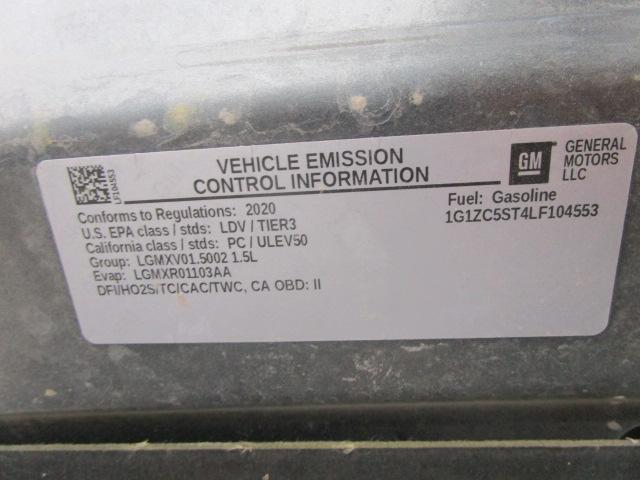 LF104553
VEHICLE EMISSION
CONTROL INFORMATION
GM
GENERAL
MOTORS
LLC
Conforms to Regulations: 2020
U.S. EPA class / stds: LDV / TIER3
California class / stds: PC / ULEV50
Group: LGMXV01.5002 1.5L
Evap: LGMXR01103AA
DFI/HO2S/TC/CAC/TWC, CA OBD: II
Fuel: Gasoline
1G1ZC5ST4LF104553